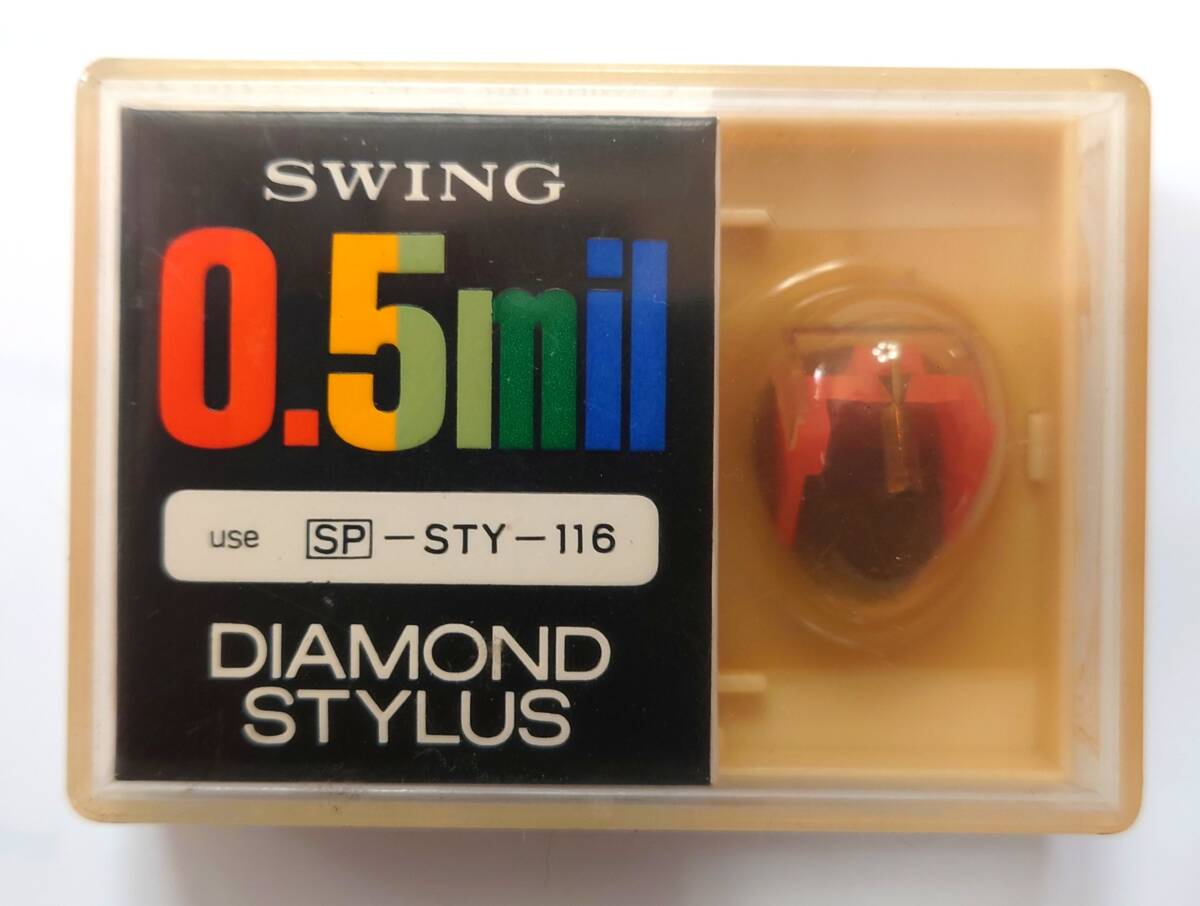 SWING
0.5mil
use SP-STY-116
DIAMOND
STYLUS